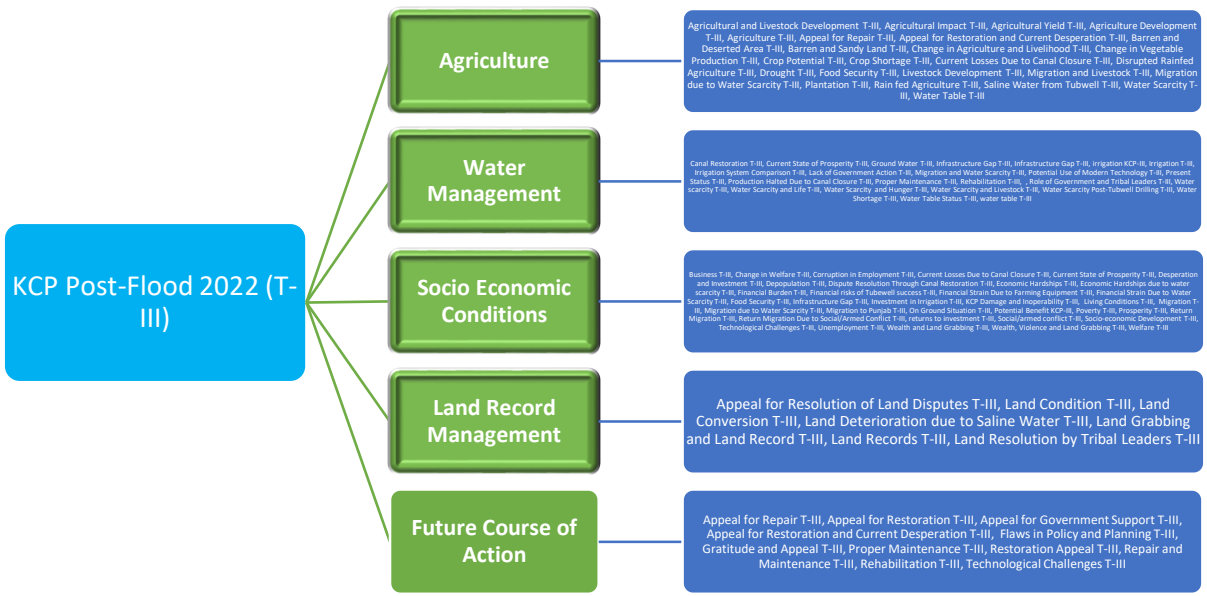 KCP Post-Flood 2022 (T-
III)
Agriculture
Agricultural and Livestock Development T-III, Agricultural Impact T-III, Agricultural Yield T-III, Agriculture Development
T-III, Agriculture T-III, Appeal for Repair T-III, Appeal for Restoration and Current Desperation T-III, Barren and
Deserted Area T-III, Barren and Sandy Land T-III, Change in Agriculture and Livelihood T-III, Change in Vegetable
Production T-III, Crop Potential T-III, Crop Shortage T-III, Current Losses Due to Canal Closure T-III, Disrupted Rainfed
Agriculture T-III, Drought T-III, Food Security T-III, Livestock Development T-III, Migration and Livestock T-III, Migration
due to Water Scarcity T-III, Plantation T-III, Rain fed Agriculture T-III, Saline Water from Tubwell T-III, Water Scarcity T-
III, Water Table T-III
Water
Management
Canal Restoration T-III, Current State of Prosperity T-III, Ground Water T-III, Infrastructure Gap T-III, Infrastructure Gap T-III, irrigation KCP-III, Irrigation T-III,
Irrigation System Comparison T-III, Lack of Government Action T-III, Migration and Water Scarcity T-III, Potential Use of Modern Technology T-III, Present
Status T-III, Production Halted Due to Canal Closure T-III, Proper Maintenance T-III, Rehabilitation T-III, , Role of Government and Tribal Leaders T-III, Water
scarcity T-III, Water Scarcity and Life T-III, Water Scarcity and Hunger T-III, Water Scarcity and Livestock T-III, Water Scarcity Post-Tubwell Drilling T-III, Water
Shortage T-III, Water Table Status T-III, water table T-III
Socio Economic
Conditions
Business T-III, Change in Welfare T-III, Corruption in Employment T-III, Current Losses Due to Canal Closure T-III, Current State of Prosperity T-III, Desperation
and Investment T-III, Depopulation T-III, Dispute Resolution Through Canal Restoration T-III, Economic Hardships T-III, Economic Hardships due to water
scarcity T-III, Financial Burden T-III, Financial risks of Tubewell success T-III, Financial Strain Due to Farming Equipment T-III, Financial Strain Due to Water
Scarcity T-III, Food Security T-III, Infrastructure Gap T-III, Investment in Irrigation T-III, KCP Damage and Inoperability T-III, Living Conditions T-III, Migration T-
III, Migration due to Water Scarcity T-III, Migration to Punjab T-III, On Ground Situation T-III, Potential Benefit KCP-III, Poverty T-III, Prosperity T-III, Return
Migration T-III, Return Migration Due to Social/Armed Conflict T-III, returns to investment T-III, Social/armed conflict T-III, Socio-economic Development T-III,
Technological Challenges T-III, Unemployment T-III, Wealth and Land Grabbing T-III, Wealth, Violence and Land Grabbing T-III, Welfare T-III
Land Record
Management
Appeal for Resolution of Land Disputes T-III, Land Condition T-III, Land
Conversion T-III, Land Deterioration due to Saline Water T-III, Land Grabbing
and Land Record T-III, Land Records T-III, Land Resolution by Tribal Leaders T-III
Future Course of
Action
Appeal for Repair T-III, Appeal for Restoration T-III, Appeal for Government Support T-III,
Appeal for Restoration and Current Desperation T-III, Flaws in Policy and Planning T-III,
Gratitude and Appeal T-III, Proper Maintenance T-III, Restoration Appeal T-III, Repair and
Maintenance T-III, Rehabilitation T-III, Technological Challenges T-III